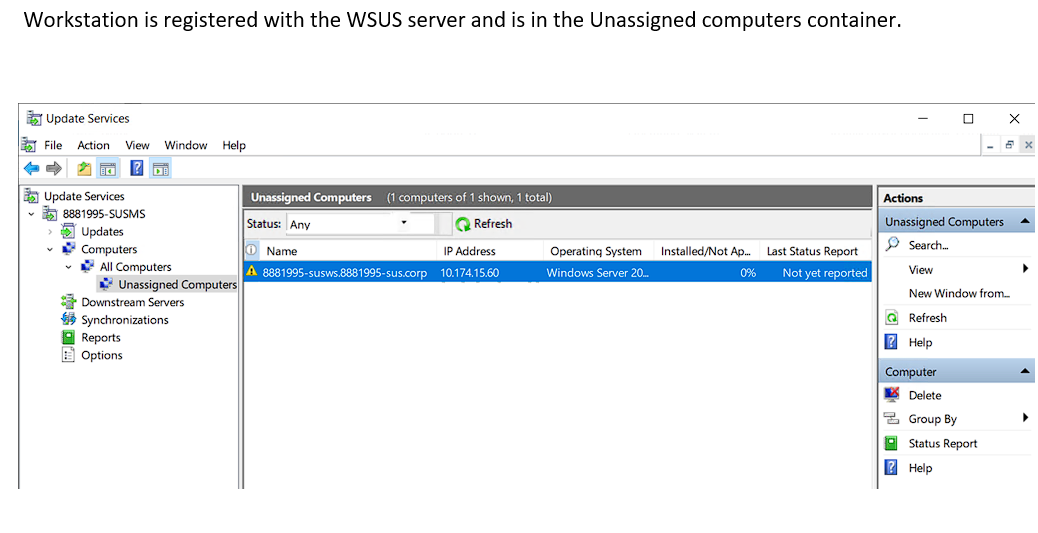 Workstation is registered with the WSUS server and is in the Unassigned computers container.
Update Services
File Action View Window Help
Update Services
8881995-SUSMS
Updates
Computers
All Computers
Unassigned Computers
Downstream Servers
Synchronizations
Reports
Options
Unassigned Computers (1 computers of 1 shown, 1 total)
Status: Any Refresh
Name IP Address Operating System Installed/Not Ap... Last Status Report
8881995-susws.8881995-sus.corp 10.174.15.60 Windows Server 20... 0% Not yet reported
Actions
Unassigned Computers
Search...
View
New Window from...
Refresh
Help
Computer
Delete
Group By
Status Report
Help